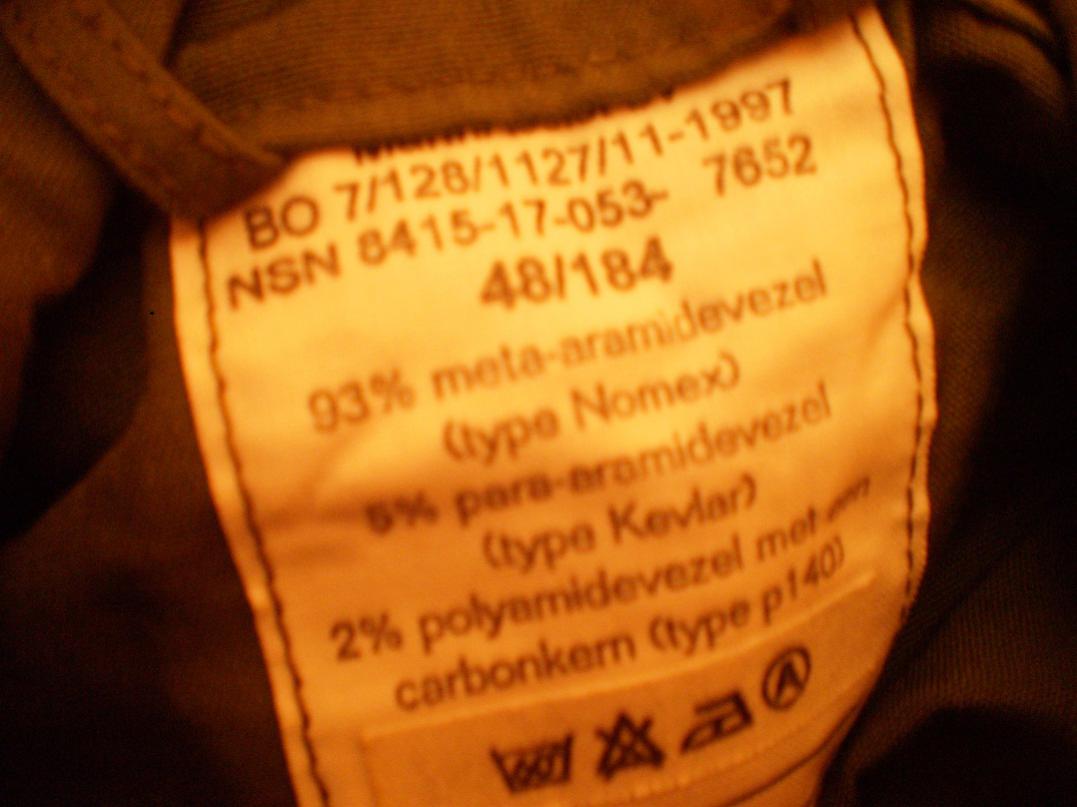 BO 7/128/1127/11-1997
NSN 8415-17-053- 7652
48/184
93% meta-aramidevezel
(type Nomex)
5% para-aramidevezel
(type Kevlar)
2% polyamidevezel met een
carbonkern (type p140)
A